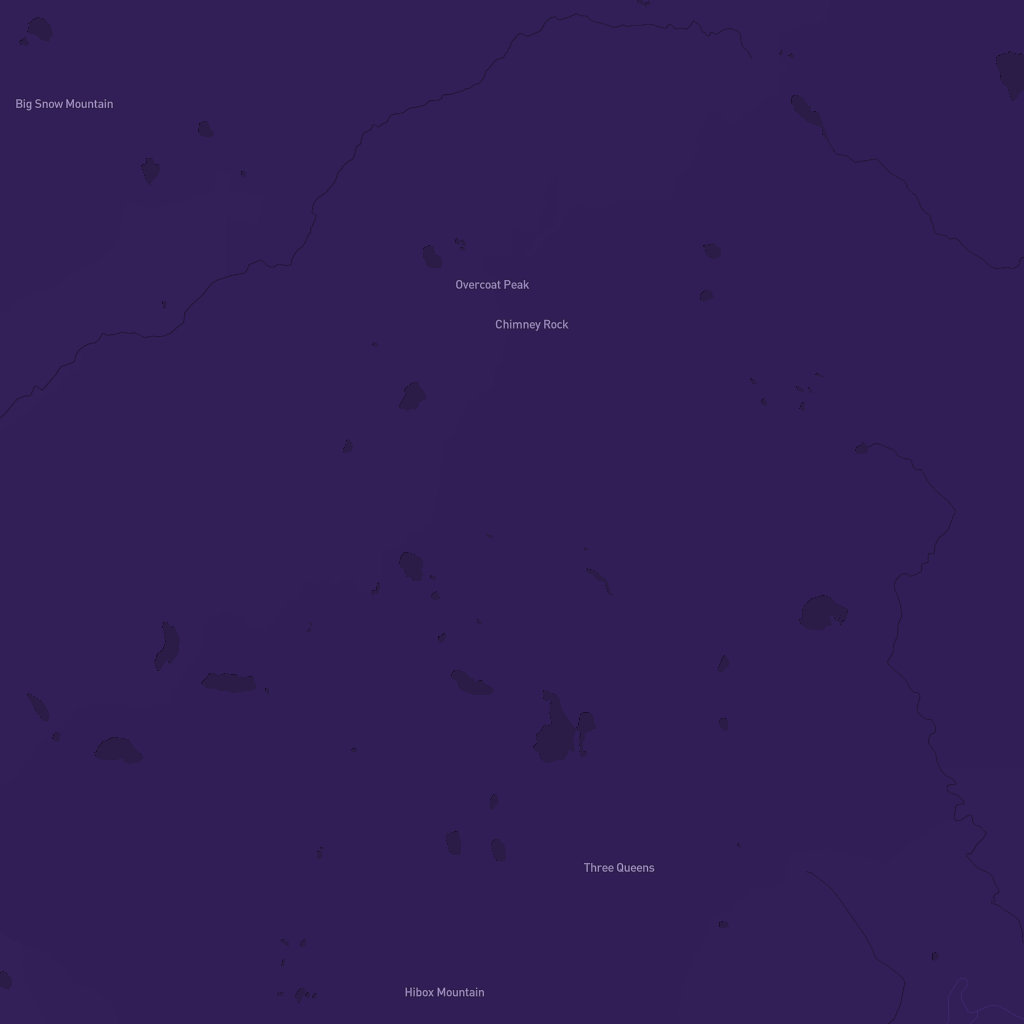 Big Snow Mountain
Overcoat Peak
Chimney Rock
Three Queens
Hibox Mountain